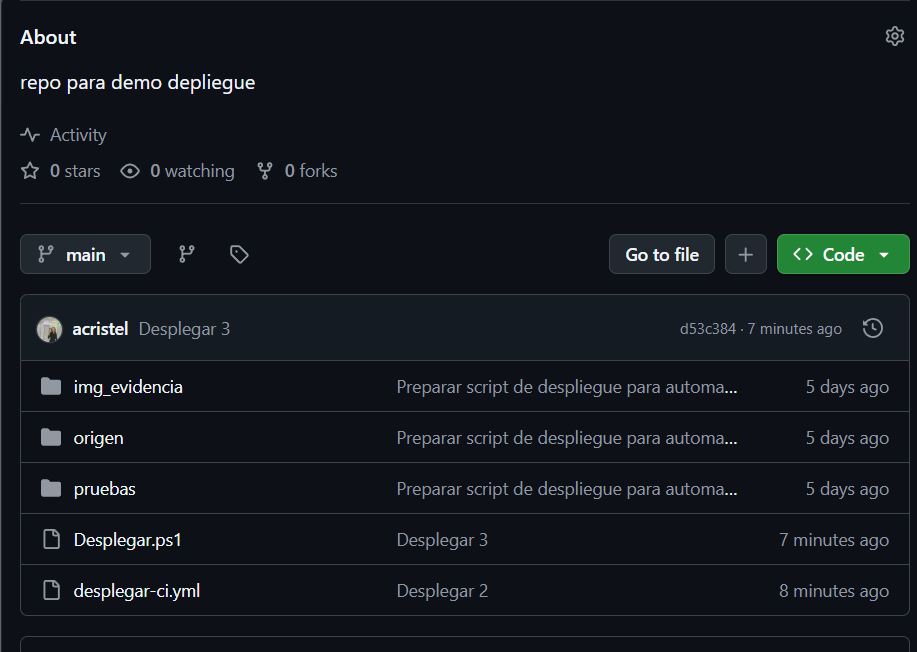 About
repo para demo depliegue
Activity
0 stars 0 watching 0 forks
main Go to file Code
acristel Desplegar 3 d53c384 · 7 minutes ago
img_evidencia Preparar script de despliegue para automa... 5 days ago
origen Preparar script de despliegue para automa... 5 days ago
pruebas Preparar script de despliegue para automa... 5 days ago
Desplegar.ps1 Desplegar 3 7 minutes ago
desplegar-ci.yml Desplegar 2 8 minutes ago